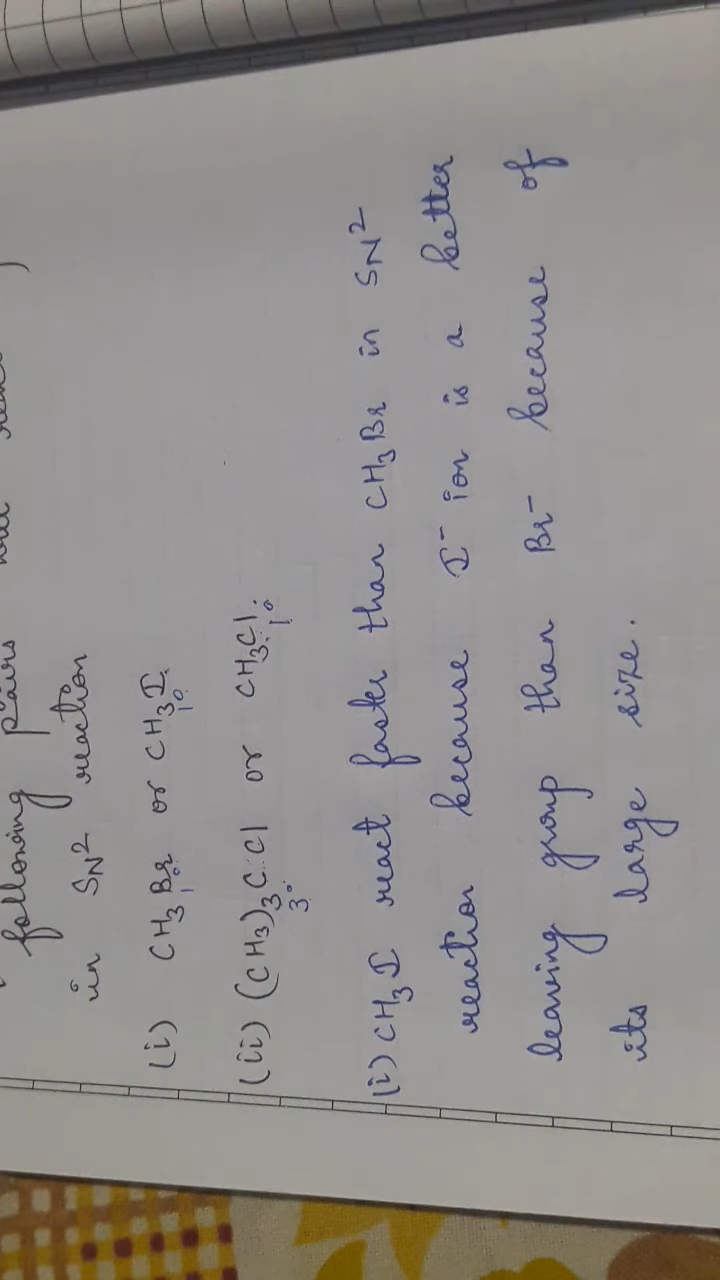 following pairs will react
in SN2 reaction
(i) CH3Br or CH3I
1° 1°
(ii) (CH3)3C.Cl or CH3Cl.
3° 1°
(i) CH3I react faster than CH3Br in SN2
reaction because I⁻ ion is a better
leaving group than Br⁻ because of
its large size.